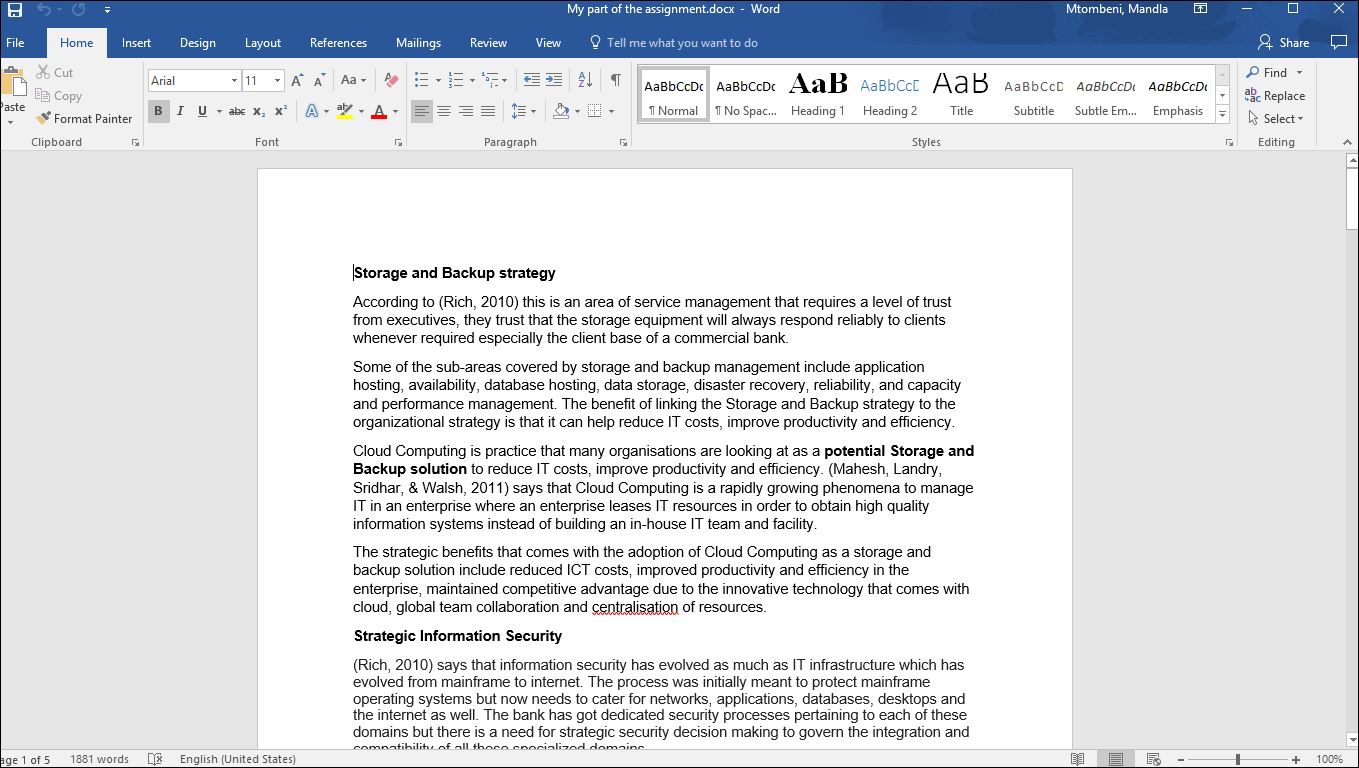 My part of the assignment.docx - Word
Mtombeni, Mandla
File Home Insert Design Layout References Mailings Review View Tell me what you want to do Share
Cut
Copy
Paste
Format Painter
Arial 11
Aa
B I U abc x₂ x² A ab A
AaBbCcDc AaBbCcDc AaB AaBbCcD AaB AaBbCcD AaBbCcDt AaBbCcDt
¶ Normal ¶ No Spac... Heading 1 Heading 2 Title Subtitle Subtle Em... Emphasis
Find
Replace
Select
Clipboard Font Paragraph Styles Editing
Storage and Backup strategy
According to (Rich, 2010) this is an area of service management that requires a level of trust
from executives, they trust that the storage equipment will always respond reliably to clients
whenever required especially the client base of a commercial bank.
Some of the sub-areas covered by storage and backup management include application
hosting, availability, database hosting, data storage, disaster recovery, reliability, and capacity
and performance management. The benefit of linking the Storage and Backup strategy to the
organizational strategy is that it can help reduce IT costs, improve productivity and efficiency.
Cloud Computing is practice that many organisations are looking at as a potential Storage and
Backup solution to reduce IT costs, improve productivity and efficiency. (Mahesh, Landry,
Sridhar, & Walsh, 2011) says that Cloud Computing is a rapidly growing phenomena to manage
IT in an enterprise where an enterprise leases IT resources in order to obtain high quality
information systems instead of building an in-house IT team and facility.
The strategic benefits that comes with the adoption of Cloud Computing as a storage and
backup solution include reduced ICT costs, improved productivity and efficiency in the
enterprise, maintained competitive advantage due to the innovative technology that comes with
cloud, global team collaboration and centralisation of resources.
Strategic Information Security
(Rich, 2010) says that information security has evolved as much as IT infrastructure which has
evolved from mainframe to internet. The process was initially meant to protect mainframe
operating systems but now needs to cater for networks, applications, databases, desktops and
the internet as well. The bank has got dedicated security processes pertaining to each of these
domains but there is a need for strategic security decision making to govern the integration and
compatibility of all these specialized domains.
age 1 of 5 1881 words English (United States) 100%